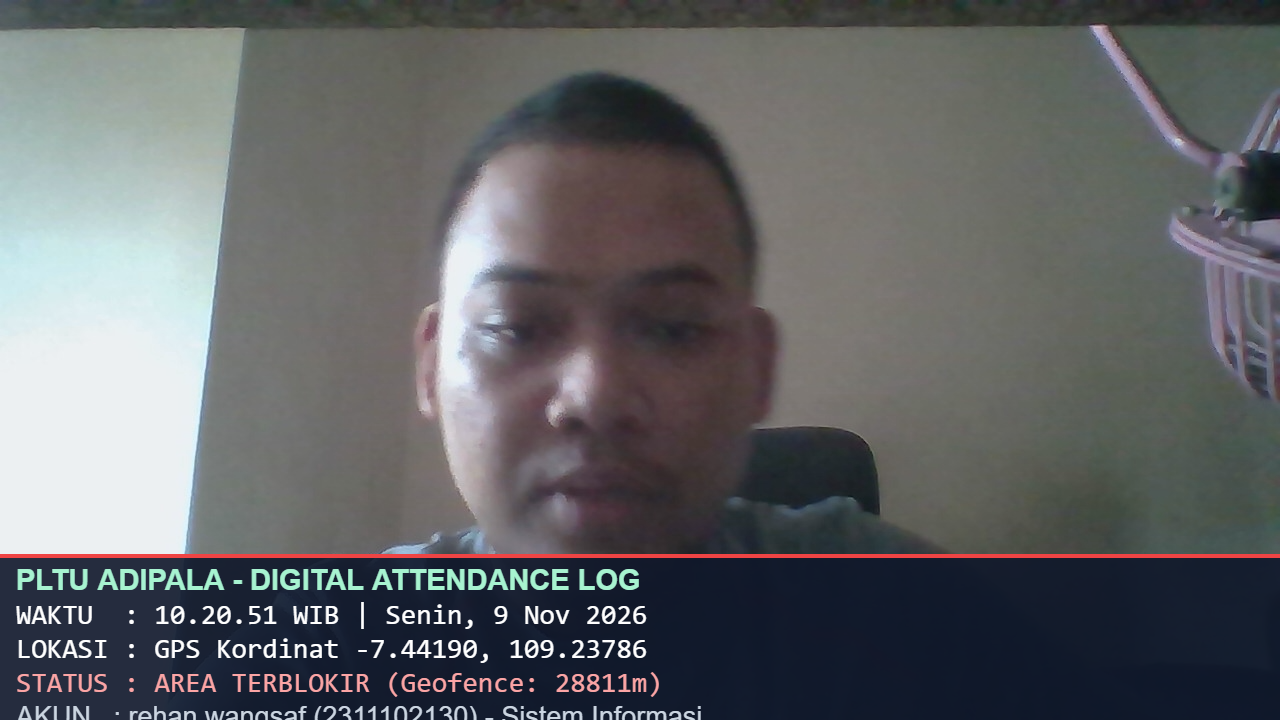 PLTU ADIPALA - DIGITAL ATTENDANCE LOG
WAKTU : 10.20.51 WIB | Senin, 9 Nov 2026
LOKASI : GPS Kordinat -7.44190, 109.23786
STATUS : AREA TERBLOKIR (Geofence: 28811m)
AKUN : rehan wangsaf (2311102130) - Sistem Informasi